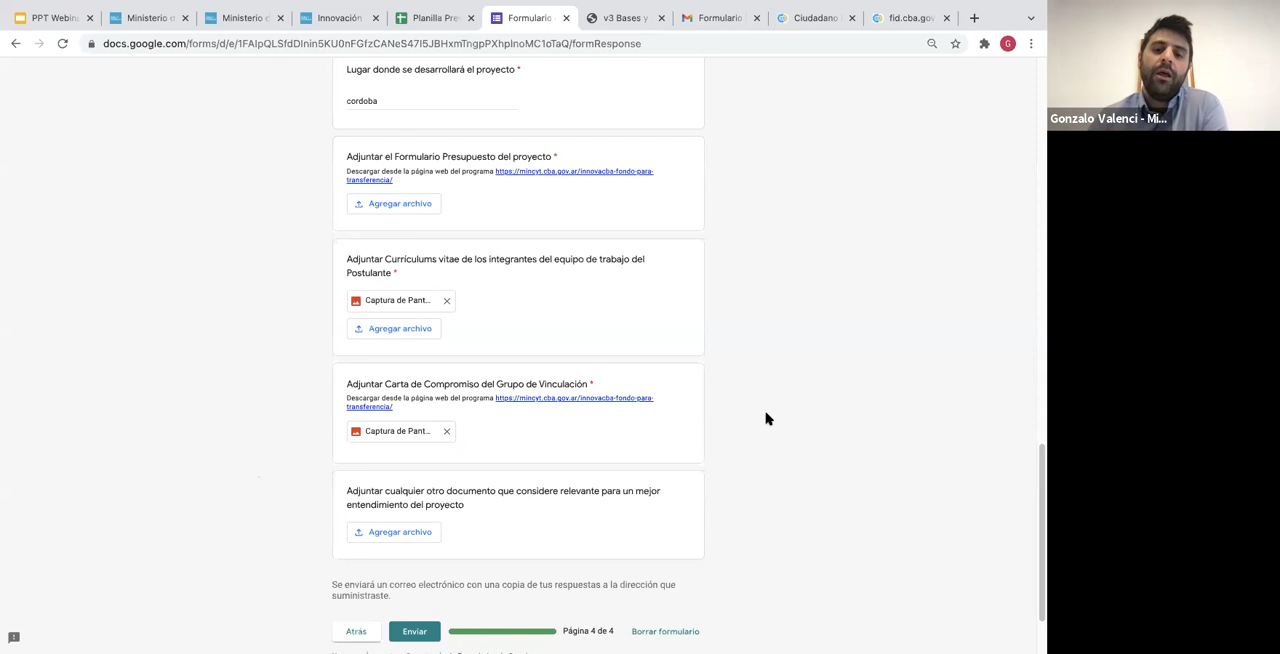 PPT Webin
Ministerio d
Ministerio d
Innovación
Planilla Pre
Formulario
v3 Bases y
Formulario
Ciudadano
fid.cba.gov
docs.google.com/forms/d/e/1FAIpQLSfdDInin5KU0nFGfzCANeS47I5JBHxmTngpPXhpInoMC1oTaQ/formResponse
G
Lugar donde se desarrollará el proyecto *
cordoba
Adjuntar el Formulario Presupuesto del proyecto *
Descargar desde la página web del programa https://mincyt.cba.gov.ar/innovacba-fondo-para-
transferencia/
Agregar archivo
Adjuntar Currículums vitae de los integrantes del equipo de trabajo del
Postulante *
Captura de Pant...
Agregar archivo
Adjuntar Carta de Compromiso del Grupo de Vinculación *
Descargar desde la página web del programa https://mincyt.cba.gov.ar/innovacba-fondo-para-
transferencia/
Captura de Pant...
Adjuntar cualquier otro documento que considere relevante para un mejor
entendimiento del proyecto
Agregar archivo
Se enviará un correo electrónico con una copia de tus respuestas a la dirección que
suministraste.
Atrás
Enviar
Página 4 de 4
Borrar formulario
Gonzalo Valenci - Mi...